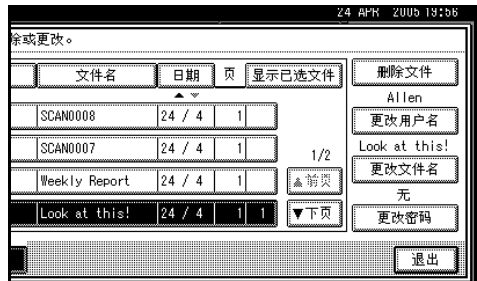 24 APR 2005 19:56
除或更改。
文件名 日期 页 显示已选文件 删除文件
Allen
SCAN0008 24 / 4 1 更改用户名
SCAN0007 24 / 4 1 1/2 Look at this!
Weekly Report 24 / 4 1 ▲前页 更改文件名
无
Look at this! 24 / 4 1 1 ▼下页 更改密码
退出